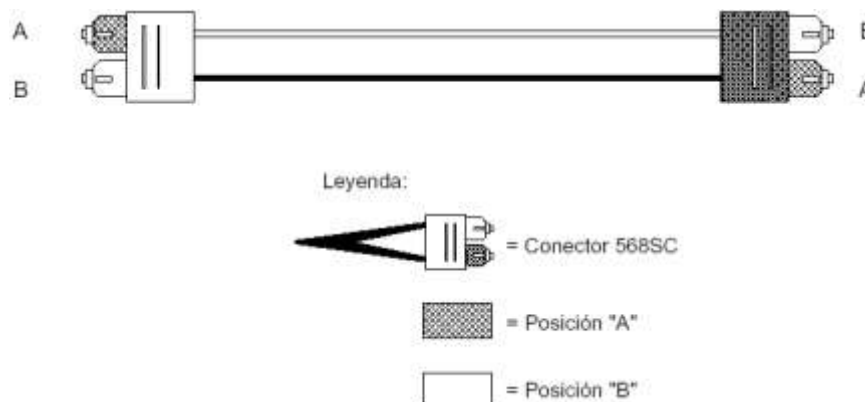 A
B
B
A
Leyenda:
= Conector 568SC
= Posición "A"
= Posición "B"